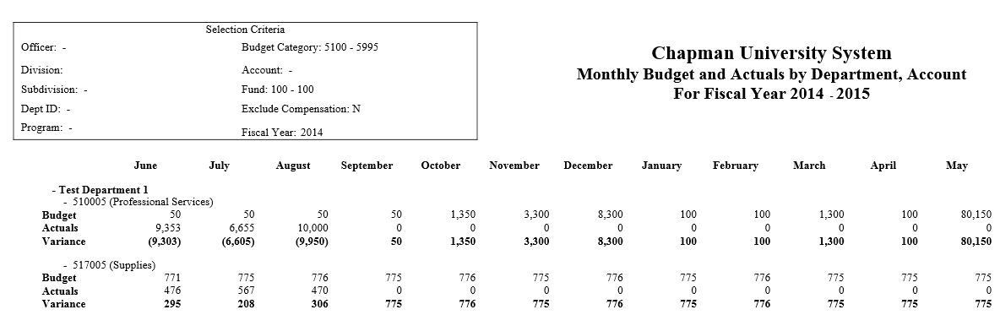 Selection Criteria
Officer: - Budget Category: 5100 - 5995
Division: Account: -
Subdivision: - Fund: 100 - 100
Dept ID: - Exclude Compensation: N
Program: - Fiscal Year: 2014
Chapman University System
Monthly Budget and Actuals by Department, Account
For Fiscal Year 2014 - 2015
June July August September October November December January February March April May
- Test Department 1
- 510005 (Professional Services)
Budget 50 50 50 50 1,350 3,300 8,300 100 100 1,300 100 80,150
Actuals 9,353 6,655 10,000 0 0 0 0 0 0 0 0 0
Variance (9,303) (6,605) (9,950) 50 1,350 3,300 8,300 100 100 1,300 100 80,150
- 517005 (Supplies)
Budget 771 775 776 775 776 775 776 775 776 775 775 775
Actuals 476 567 470 0 0 0 0 0 0 0 0 0
Variance 295 208 306 775 776 775 776 775 776 775 775 775